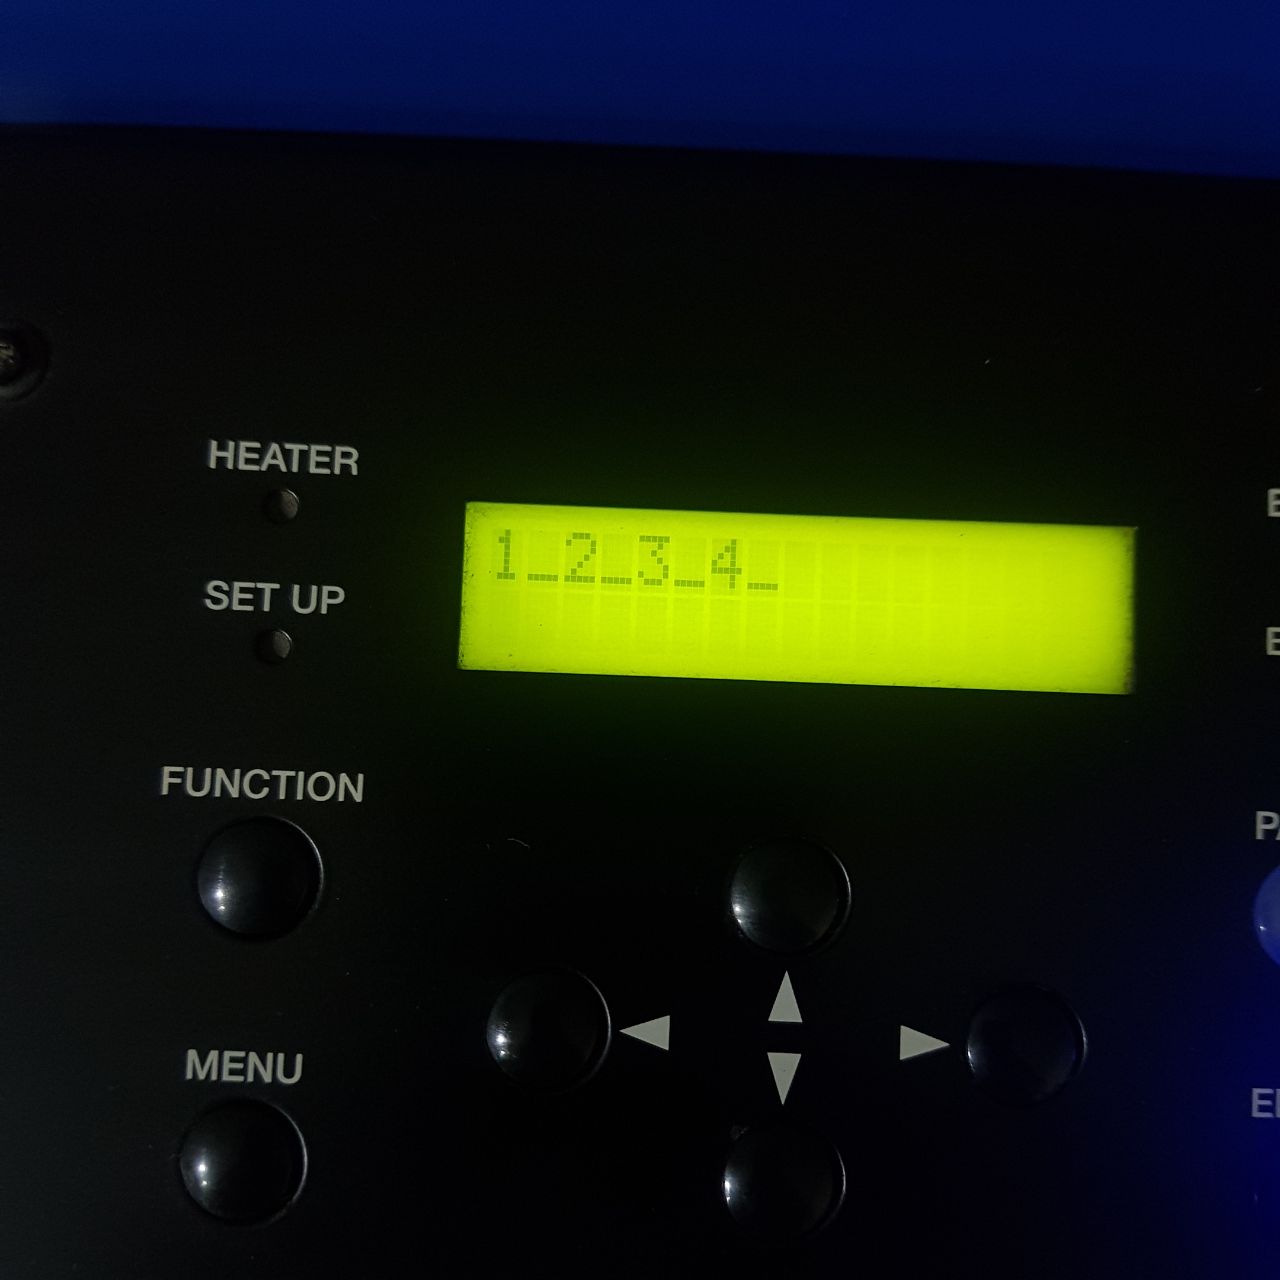 HEATER
1_2_3_4_
SET UP
FUNCTION
MENU